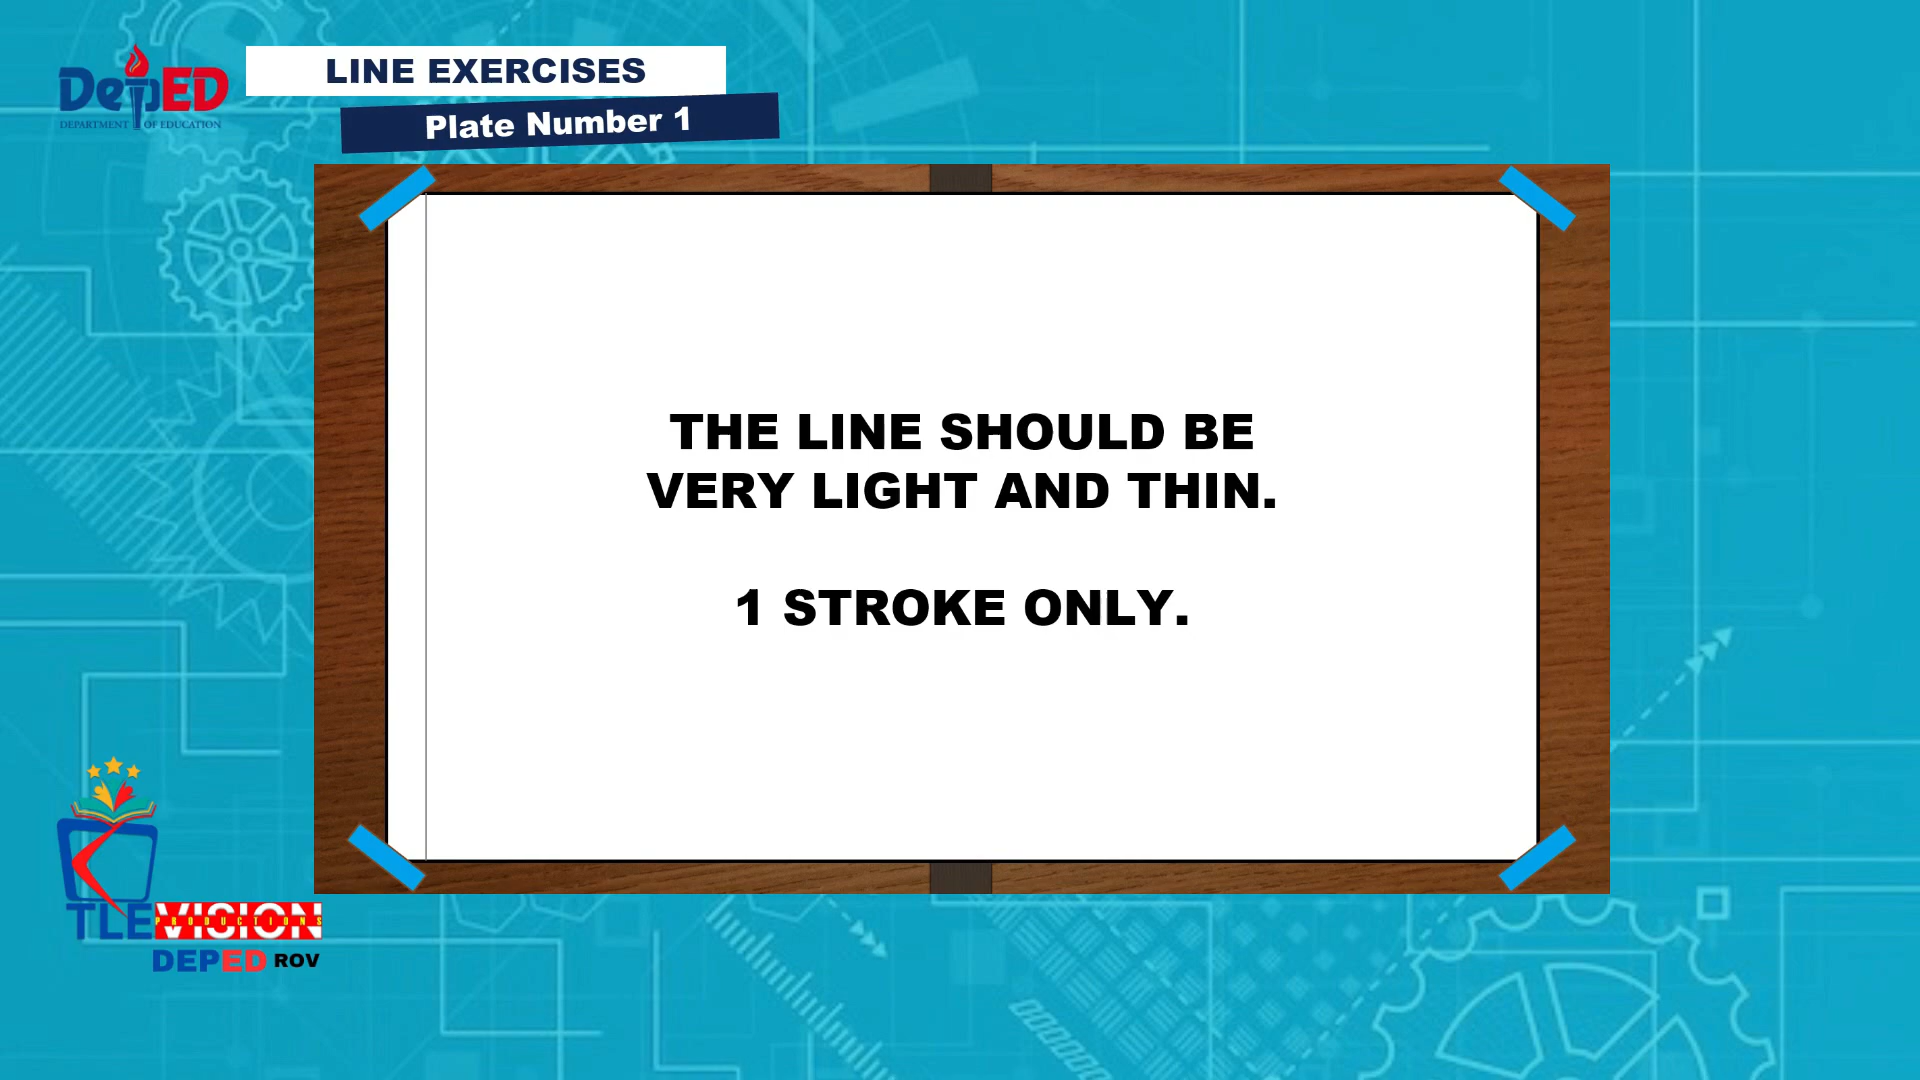 DepED
DEPARTMENT OF EDUCATION
LINE EXERCISES
Plate Number 1
THE LINE SHOULD BE
VERY LIGHT AND THIN.
1 STROKE ONLY.
TLEVISION
PRODUCTIONS
DEPED ROV